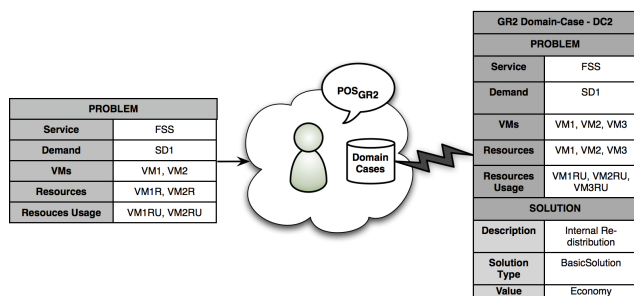 PROBLEM
Service FSS
Demand SD1
VMs VM1, VM2
Resources VM1R, VM2R
Resouces Usage VM1RU, VM2RU
POSGR2
Domain
Cases
GR2 Domain-Case - DC2
PROBLEM
Service FSS
Demand SD1
VMs VM1, VM2, VM3
Resources VM1, VM2, VM3
Resources
Usage
VM1RU, VM2RU,
VM3RU
SOLUTION
Description
Internal Re-
distribution
Solution
Type
BasicSolution
Value Economy